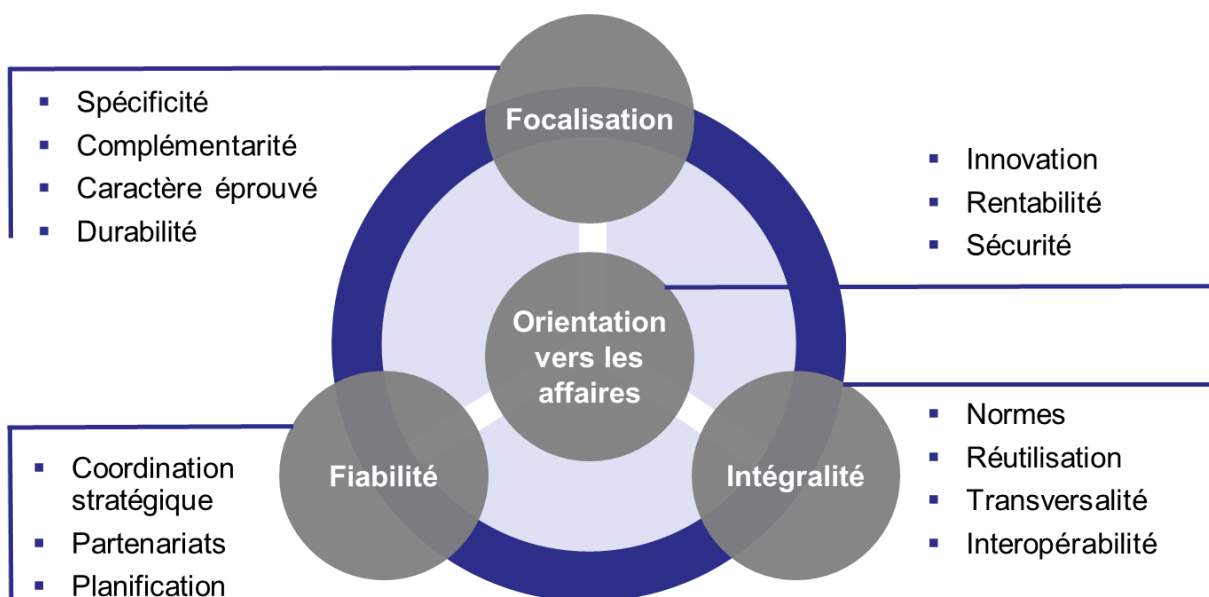 Focalisation
Spécificité
Complémentarité
Caractère éprouvé
Durabilité
Innovation
Rentabilité
Sécurité
Orientation
vers les
affaires
Fiabilité
Coordination
stratégique
Partenariats
Planification
Intégralité
Normes
Réutilisation
Transversalité
Interopérabilité